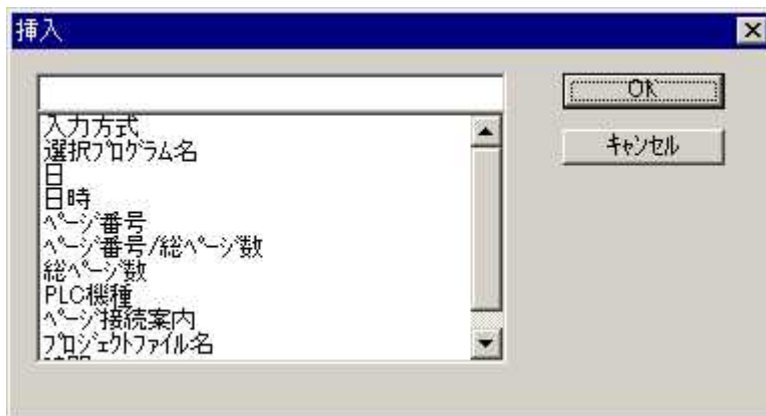 挿入
OK
キャンセル
入力方式
選択プログラム名
日
日時
ページ番号
ページ番号/総ページ数
総ページ数
PLC機種
ページ接続案内
プロジェクトファイル名